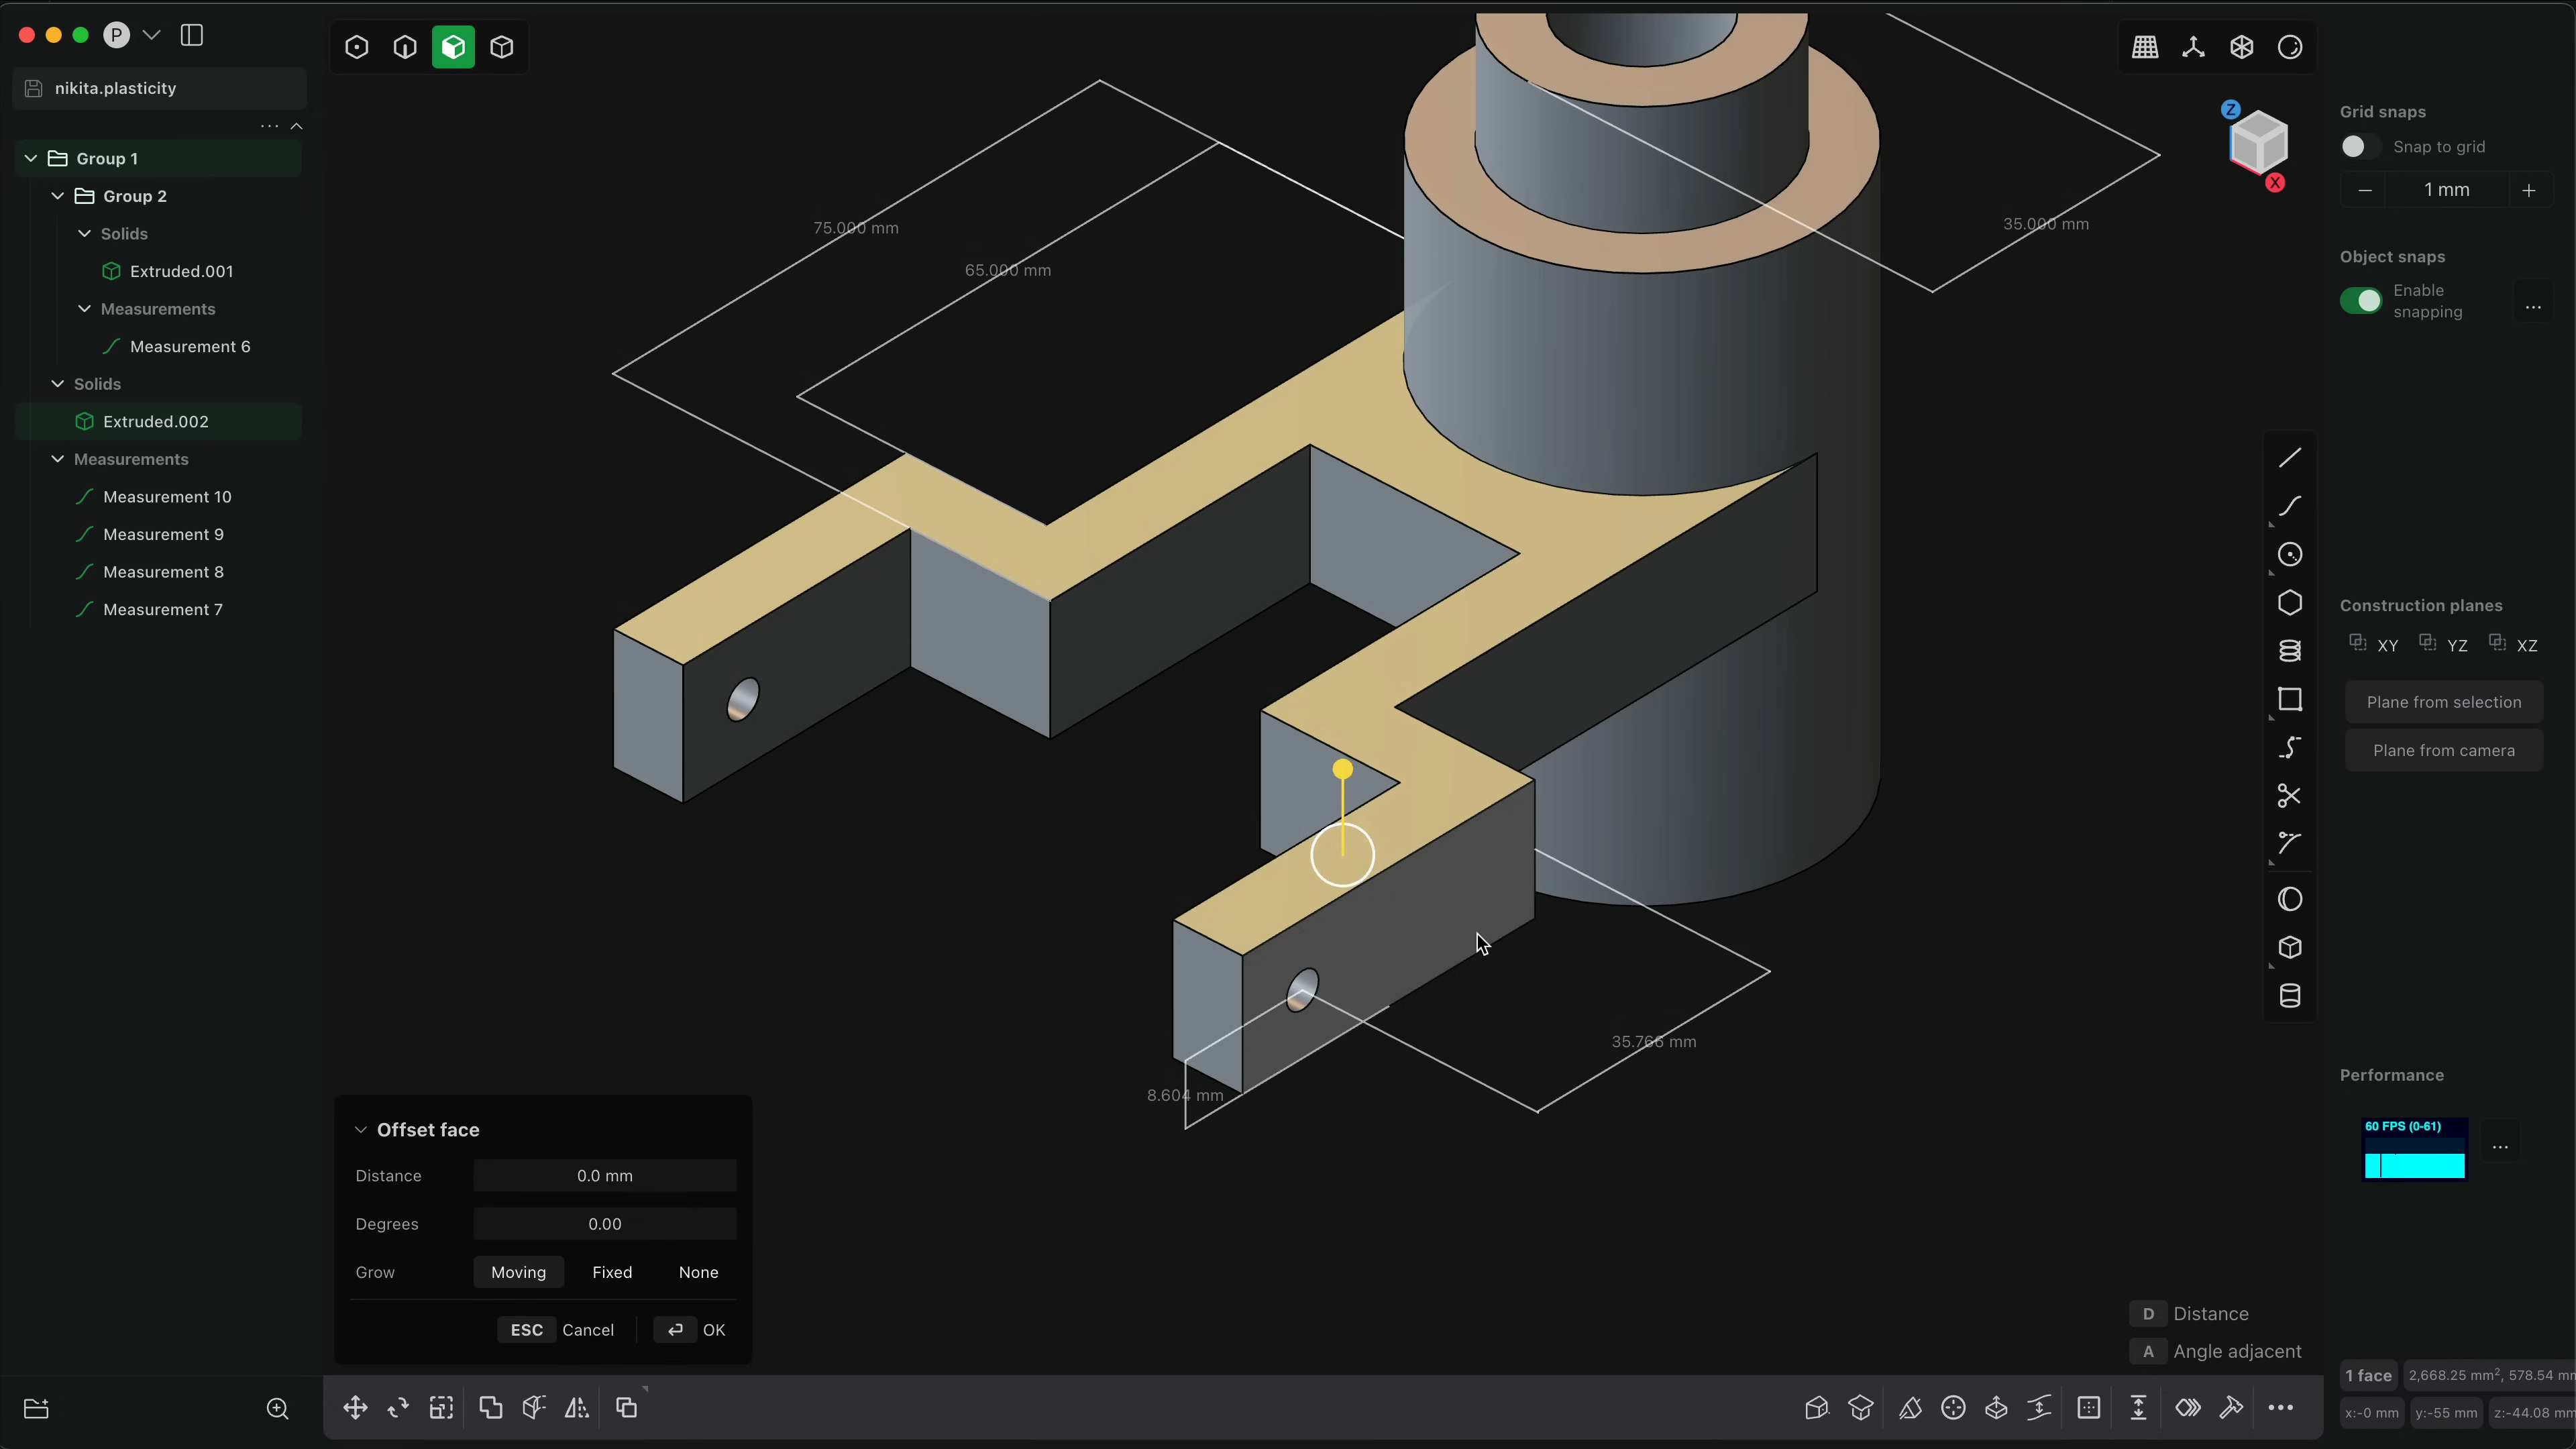 P
nikita.plasticity
Group 1
Group 2
Solids
Extruded.001
Measurements
Measurement 6
Solids
Extruded.002
Measurements
Measurement 10
Measurement 9
Measurement 8
Measurement 7
75.000 mm
65.000 mm
35.000 mm
35.766 mm
8.604 mm
Z
X
Offset face
Distance 0.0 mm
Degrees 0.00
Grow Moving Fixed None
ESC Cancel OK
D Distance
A Angle adjacent
Grid snaps
Snap to grid
1 mm
Object snaps
Enable
snapping
Construction planes
XY YZ XZ
Plane from selection
Plane from camera
Performance
60 FPS (0-61)
1 face 2,668.25 mm², 578.54 mm
x:-0 mm y:-55 mm z:-44.08 mm